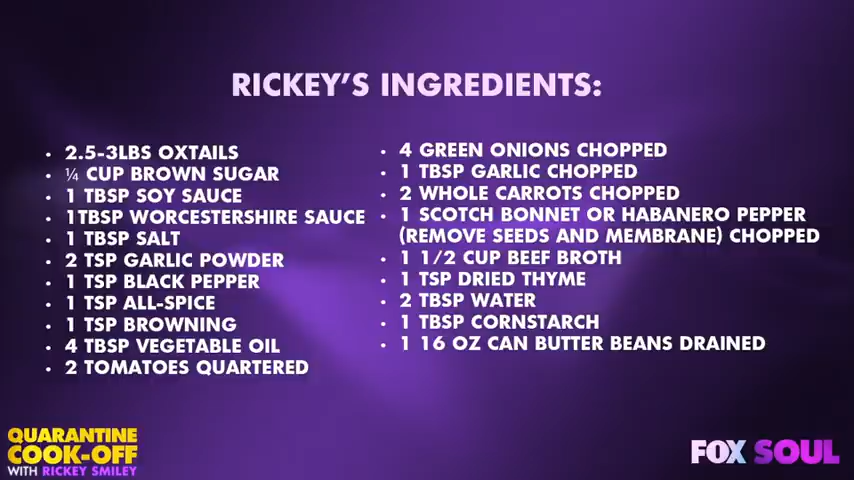 RICKEY'S INGREDIENTS:
• 2.5-3LBS OXTAILS
• ¼ CUP BROWN SUGAR
• 1 TBSP SOY SAUCE
• 1TBSP WORCESTERSHIRE SAUCE
• 1 TBSP SALT
• 2 TSP GARLIC POWDER
• 1 TSP BLACK PEPPER
• 1 TSP ALL-SPICE
• 1 TSP BROWNING
• 4 TBSP VEGETABLE OIL
• 2 TOMATOES QUARTERED
• 4 GREEN ONIONS CHOPPED
• 1 TBSP GARLIC CHOPPED
• 2 WHOLE CARROTS CHOPPED
• 1 SCOTCH BONNET OR HABANERO PEPPER
(REMOVE SEEDS AND MEMBRANE) CHOPPED
• 1 1/2 CUP BEEF BROTH
• 1 TSP DRIED THYME
• 2 TBSP WATER
• 1 TBSP CORNSTARCH
• 1 16 OZ CAN BUTTER BEANS DRAINED
QUARANTINE
COOK-OFF
WITH RICKEY SMILEY
FOX SOUL